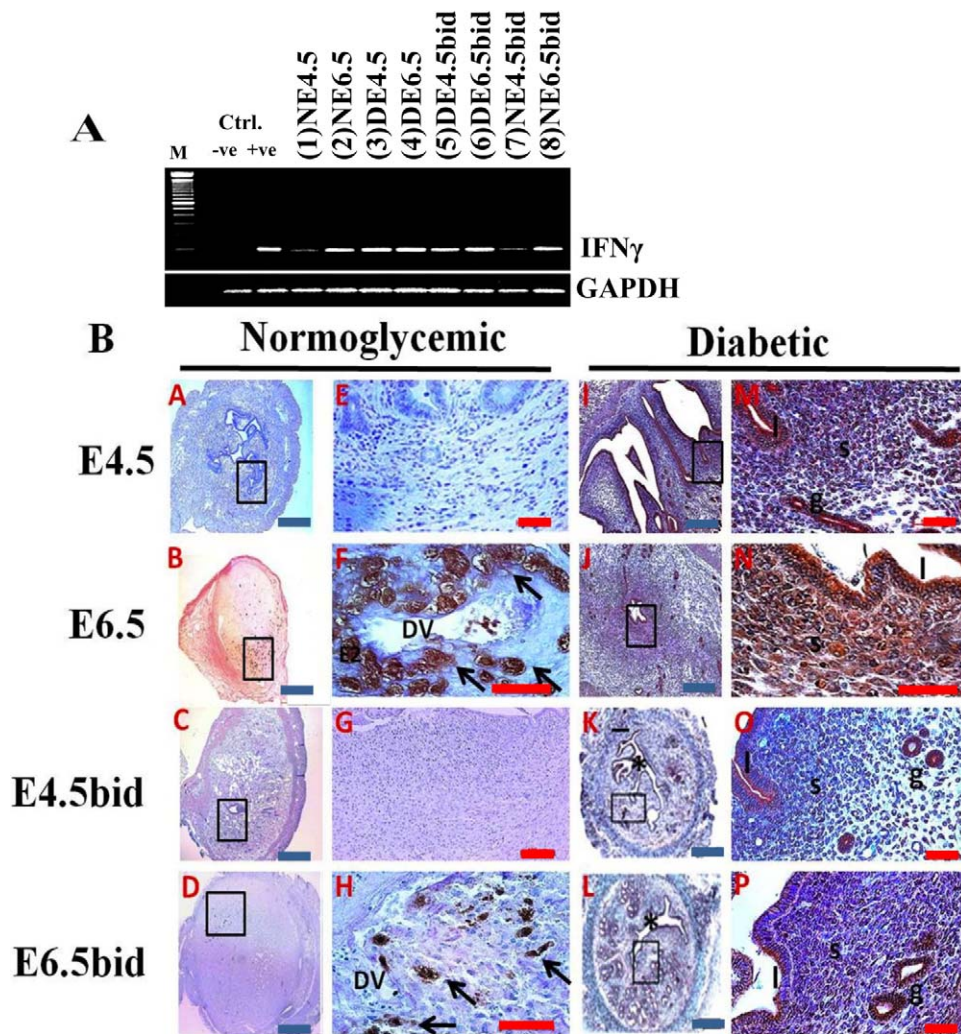 A
M
Ctrl.
-ve +ve
(1)NE4.5
(2)NE6.5
(3)DE4.5
(4)DE6.5
(5)DE4.5bid
(6)DE6.5bid
(7)NE4.5bid
(8)NE6.5bid
IFNγ
GAPDH
B
Normoglycemic
Diabetic
E4.5
A
E
I
M
l
s
g
E6.5
B
F
DV
J
N
l
s
E4.5bid
C
G
K
*
O
l
s
g
E6.5bid
D
H
DV
L
*
P
l
s
g